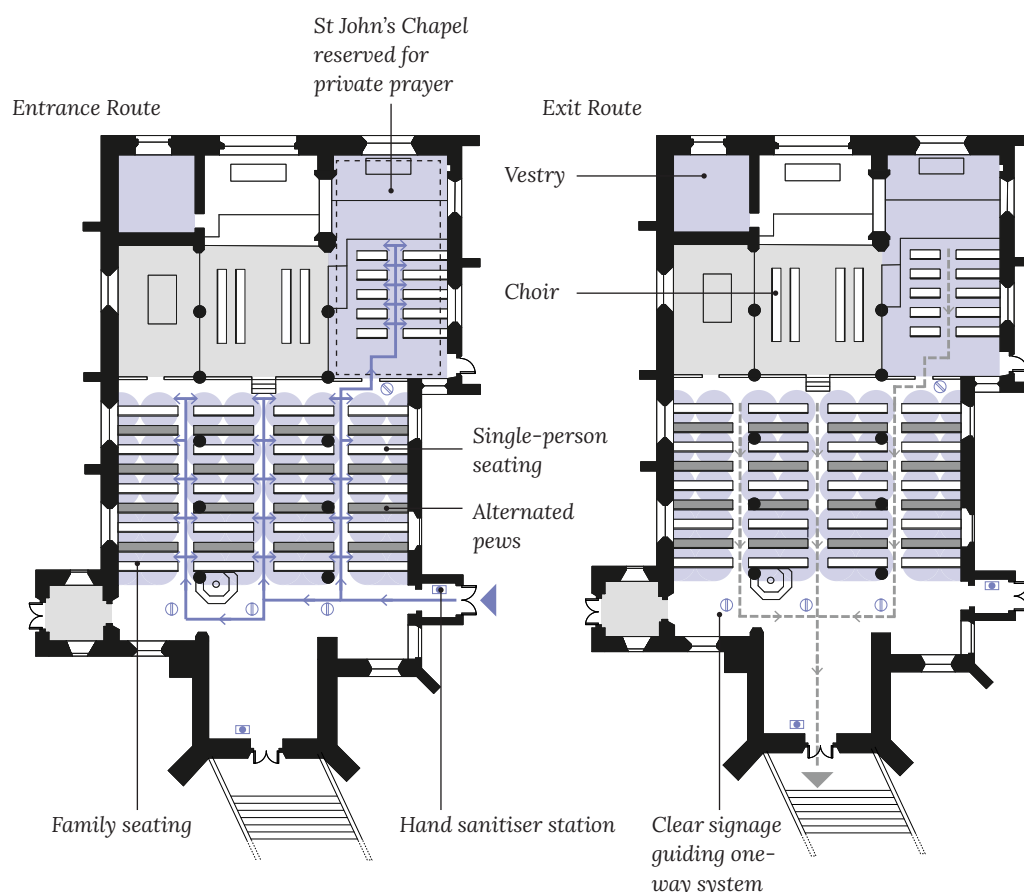 St John’s Chapel
reserved for
private prayer
Entrance Route
Exit Route
Vestry
Choir
Single-person
seating
Alternated
pews
Family seating
Hand sanitiser station
Clear signage
guiding one-
way system